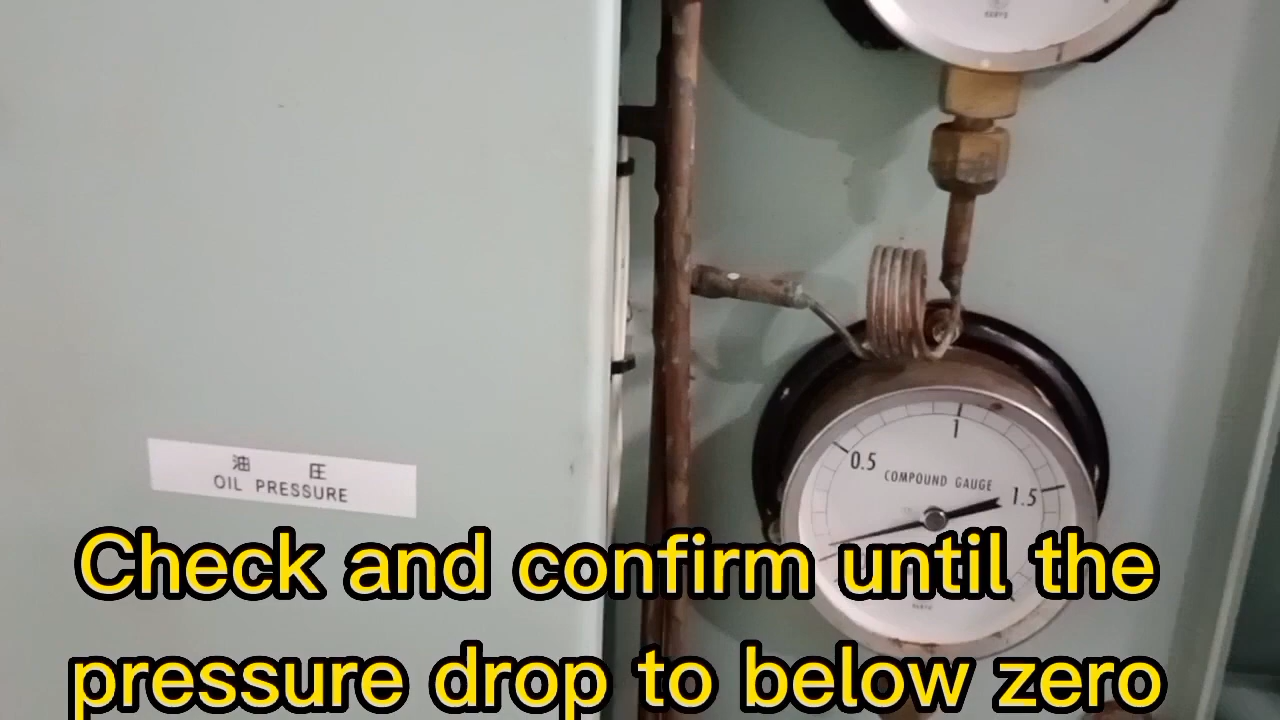 1
0.5
COMPOUND GAUGE
1.5
油 圧
OIL PRESSURE
Check and confirm until the
pressure drop to below zero